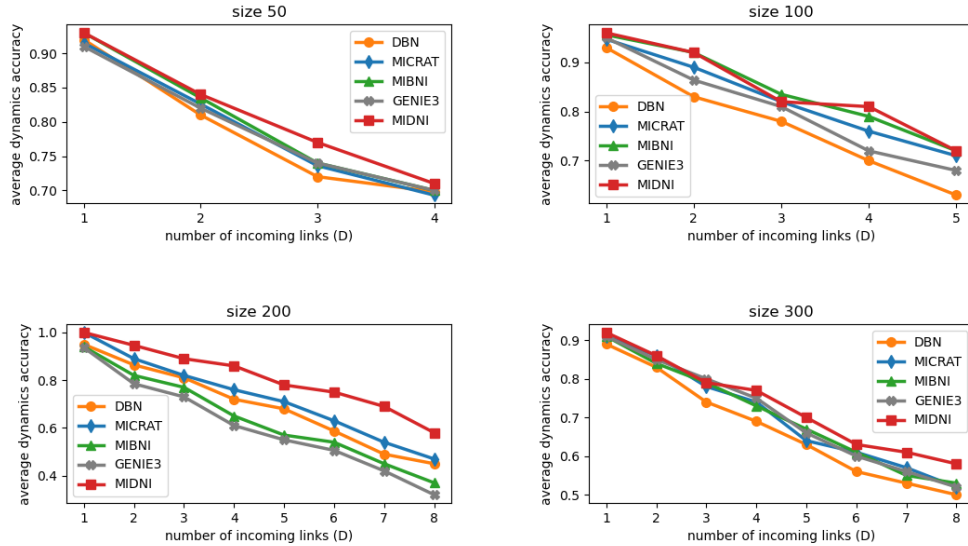 size 50
average dynamics accuracy
0.90
0.85
0.80
0.75
0.70
DBN
MICRAT
MIBNI
GENIE3
MIDNI
1 2 3 4
number of incoming links (D)
size 100
average dynamics accuracy
0.9
0.8
0.7
DBN
MICRAT
MIBNI
GENIE3
MIDNI
1 2 3 4 5
number of incoming links (D)
size 200
average dynamics accuracy
1.0
0.8
0.6
0.4
DBN
MICRAT
MIBNI
GENIE3
MIDNI
1 2 3 4 5 6 7 8
number of incoming links (D)
size 300
average dynamics accuracy
0.9
0.8
0.7
0.6
0.5
DBN
MICRAT
MIBNI
GENIE3
MIDNI
1 2 3 4 5 6 7 8
number of incoming links (D)